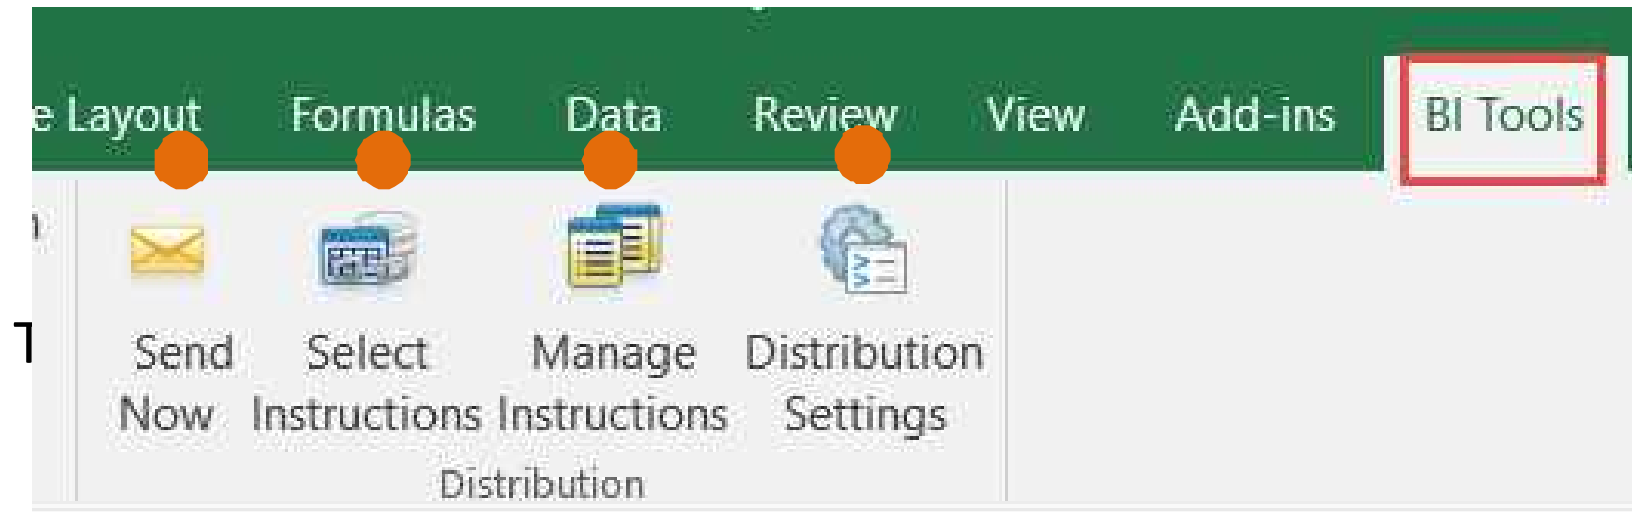 e Layout Formulas Data Review View Add-ins BI Tools
Send Select Manage Distribution
Now Instructions Instructions Settings
Distribution